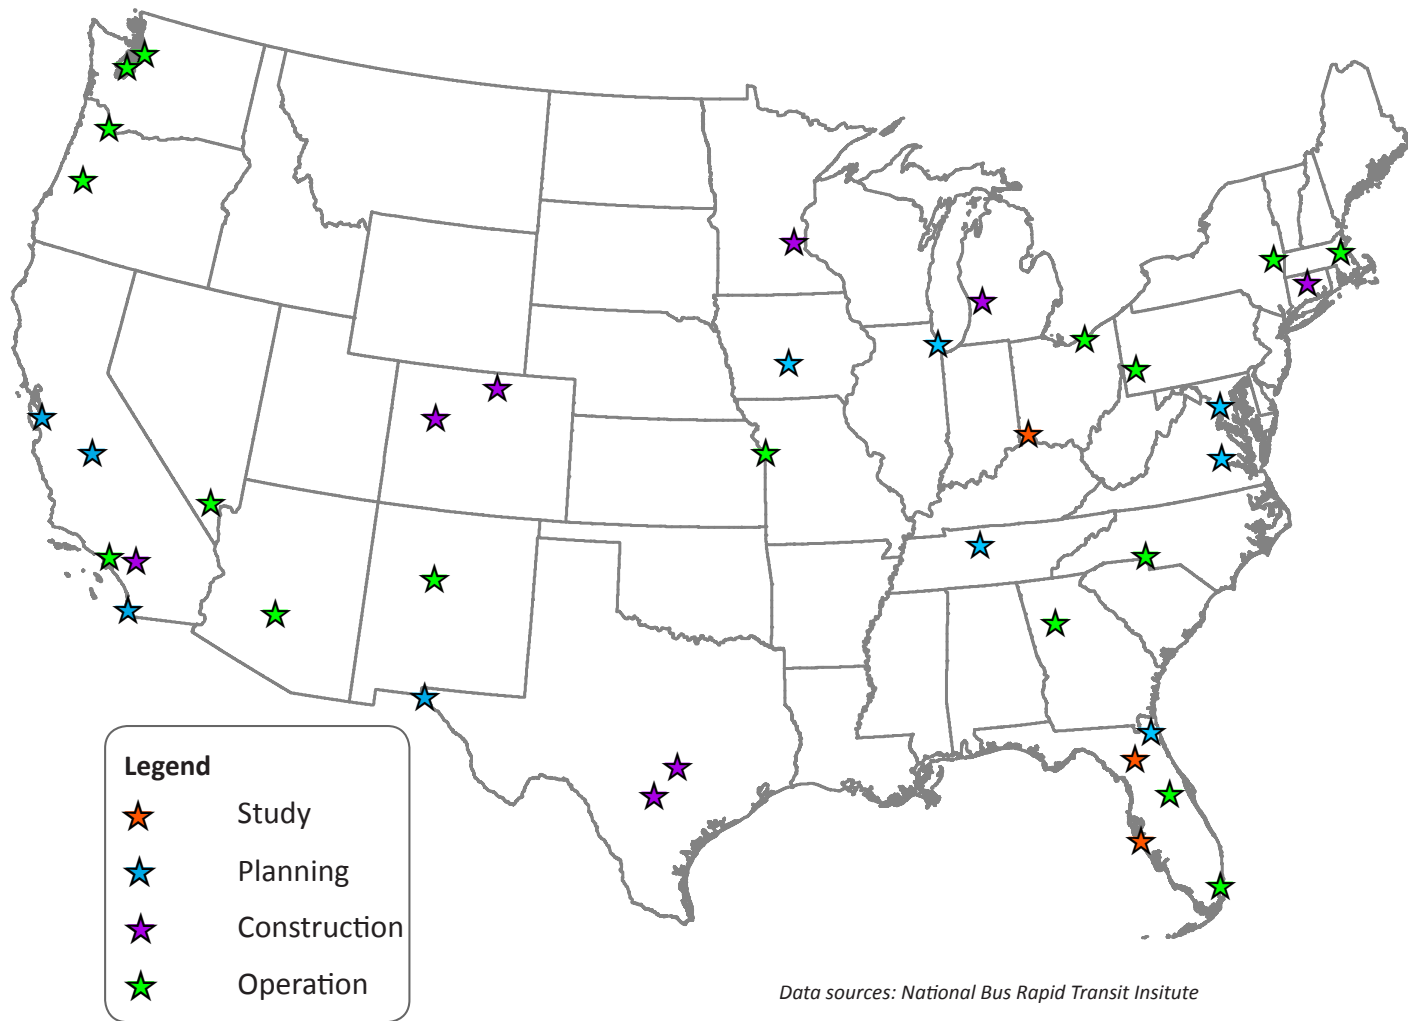 Legend
Study
Planning
Construction
Operation
Data sources: National Bus Rapid Transit Insitute